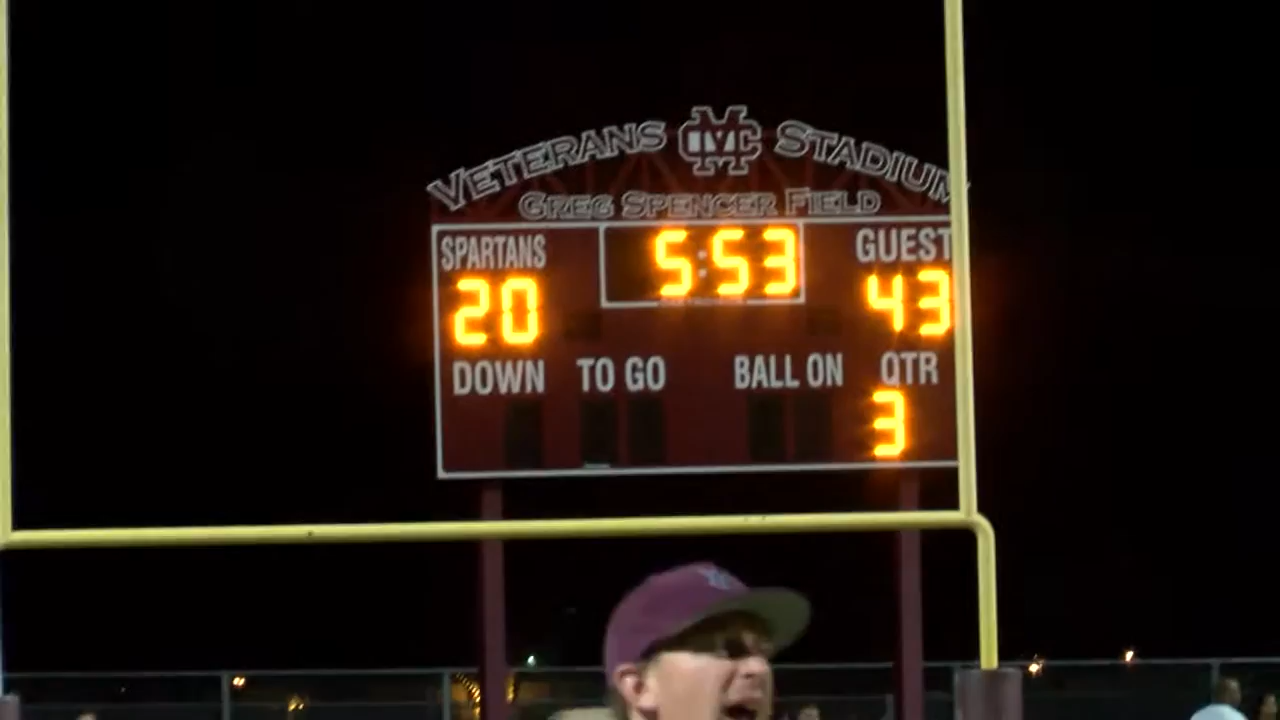 VETERANS MC STADIUM
GREG SPENCER FIELD
SPARTANS 5:53 GUEST
20 43
DOWN TO GO BALL ON QTR
3